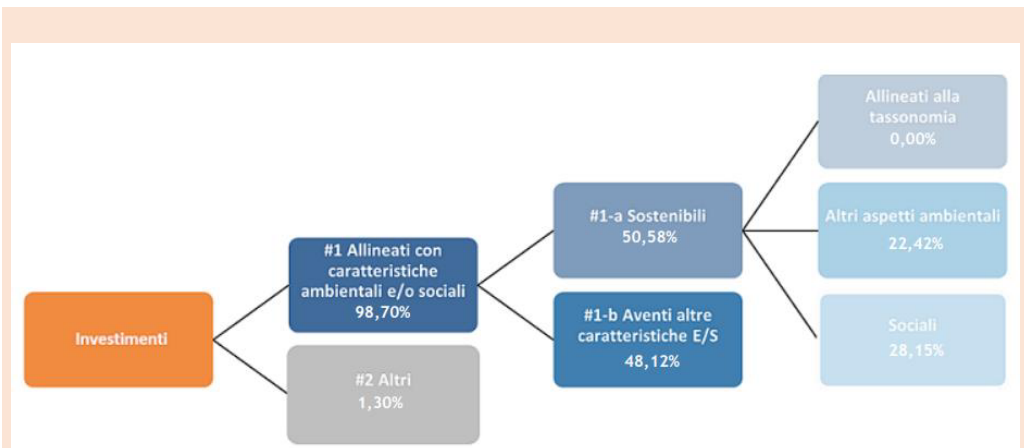 Investimenti
#1 Allineati con
caratteristiche
ambientali e/o sociali
98,70%
#2 Altri
1,30%
#1-a Sostenibili
50,58%
#1-b Aventi altre
caratteristiche E/S
48,12%
Allineati alla
tassonomia
0,00%
Altri aspetti ambientali
22,42%
Sociali
28,15%